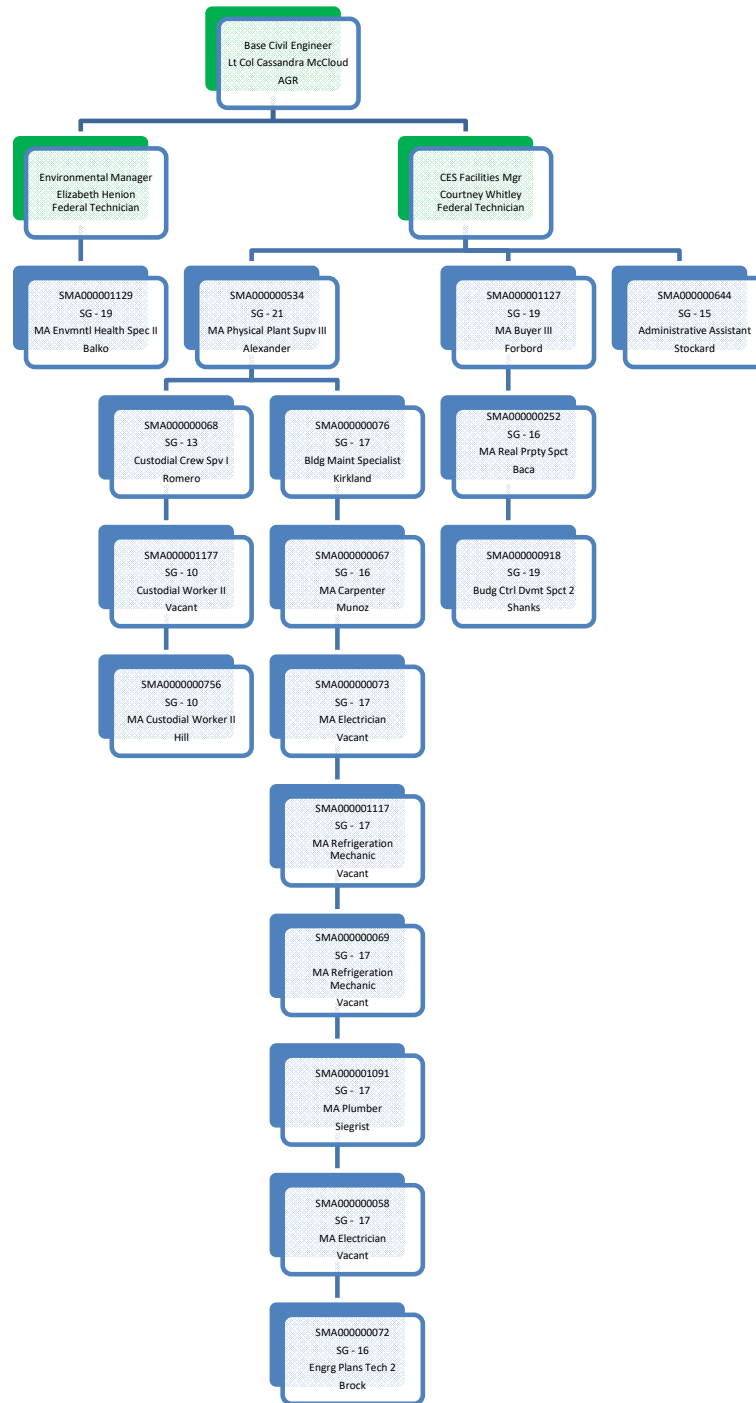 Base Civil Engineer
Lt Col Cassandra McCloud
AGR
Environmental Manager
Elizabeth Henion
Federal Technician
CES Facilities Mgr
Courtney Whitley
Federal Technician
SMA000001129
SG - 19
MA Envmntl Health Spec II
Balko
SMA000000534
SG - 21
MA Physical Plant Supv III
Alexander
SMA000001127
SG - 19
MA Buyer III
Forbord
SMA000000644
SG - 15
Administrative Assistant
Stockard
SMA000000068
SG - 13
Custodial Crew Spv I
Romero
SMA000000076
SG - 17
Bldg Maint Specialist
Kirkland
SMA000000252
SG - 16
MA Real Prpty Spct
Baca
SMA000001177
SG - 10
Custodial Worker II
Vacant
SMA000000067
SG - 16
MA Carpenter
Munoz
SMA000000918
SG - 19
Budg Ctrl Dvmt Spct 2
Shanks
SMA0000000756
SG - 10
MA Custodial Worker II
Hill
SMA000000073
SG - 17
MA Electrician
Vacant
SMA000001117
SG - 17
MA Refrigeration
Mechanic
Vacant
SMA000000069
SG - 17
MA Refrigeration
Mechanic
Vacant
SMA000001091
SG - 17
MA Plumber
Siegrist
SMA000000058
SG - 17
MA Electrician
Vacant
SMA000000072
SG - 16
Engrg Plans Tech 2
Brock